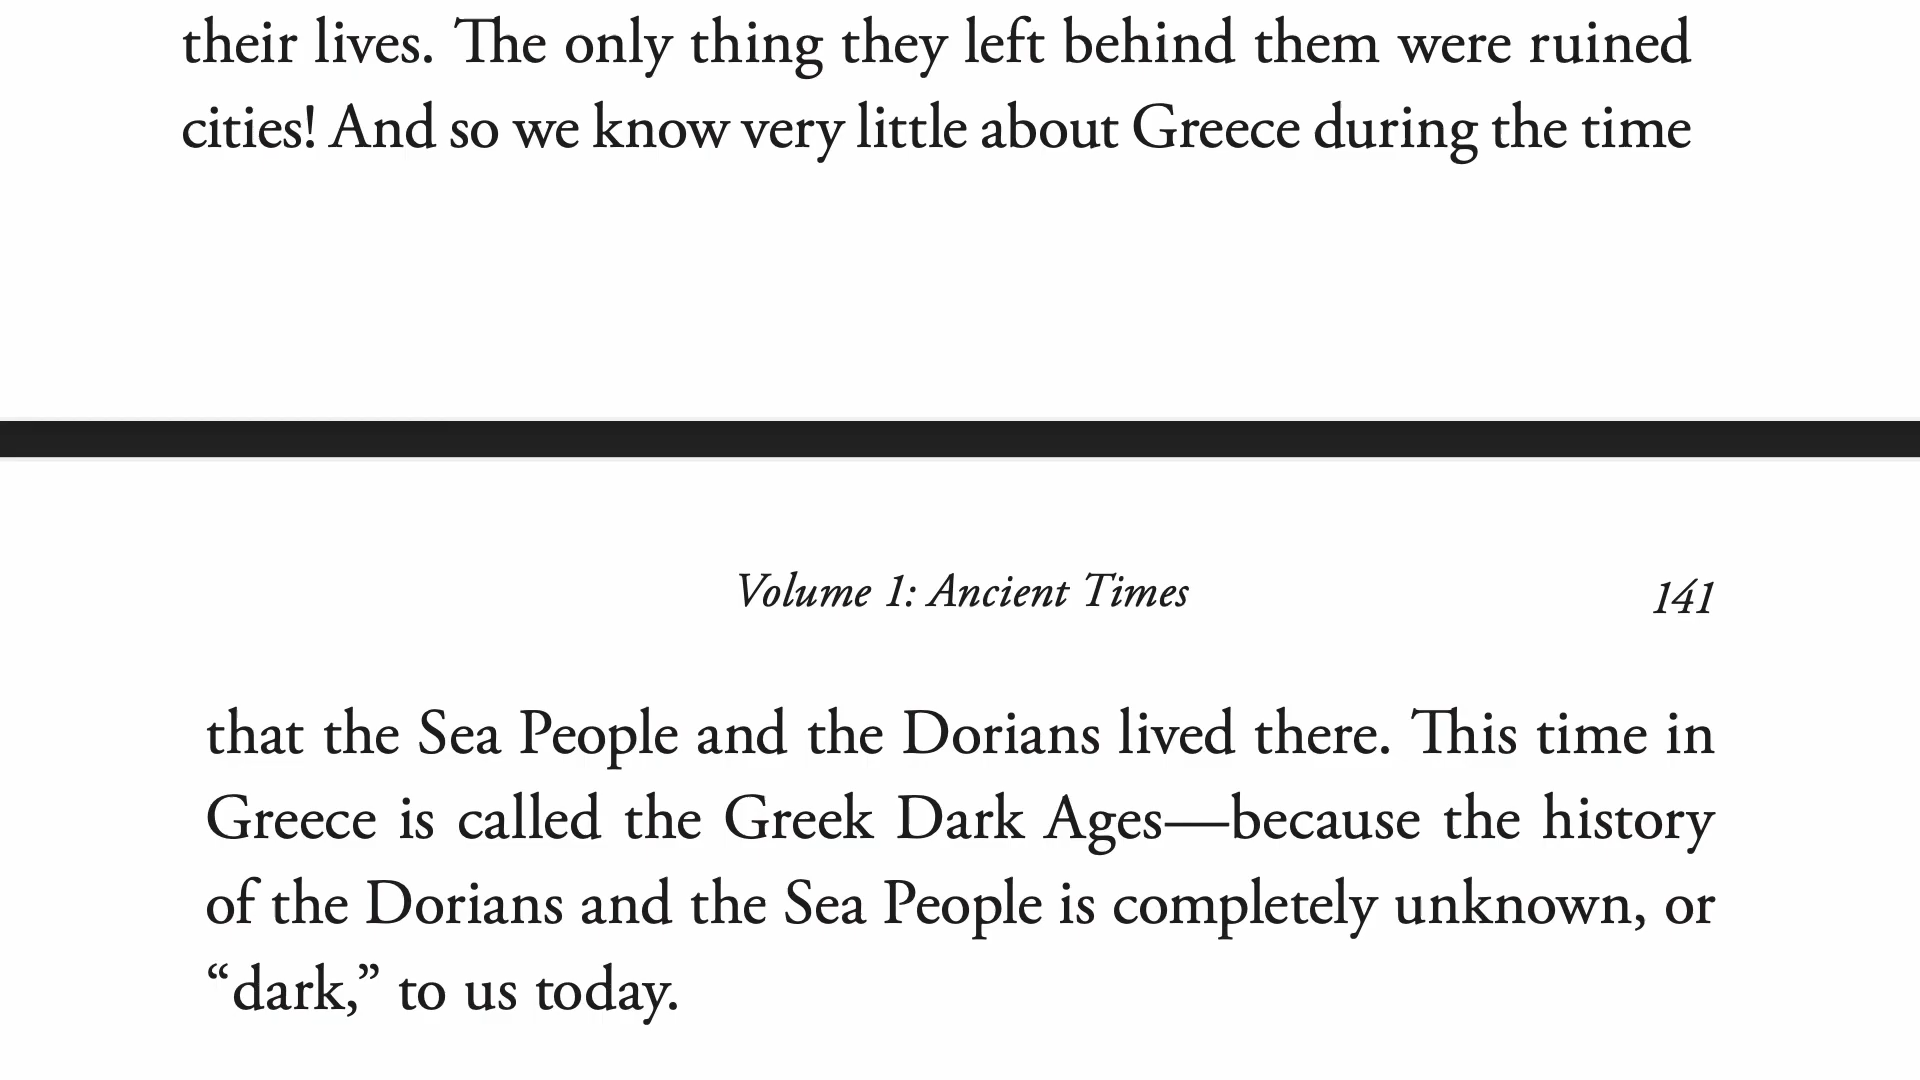 their lives. The only thing they left behind them were ruined
cities! And so we know very little about Greece during the time
Volume 1: Ancient Times 141
that the Sea People and the Dorians lived there. This time in
Greece is called the Greek Dark Ages—because the history
of the Dorians and the Sea People is completely unknown, or
“dark,” to us today.